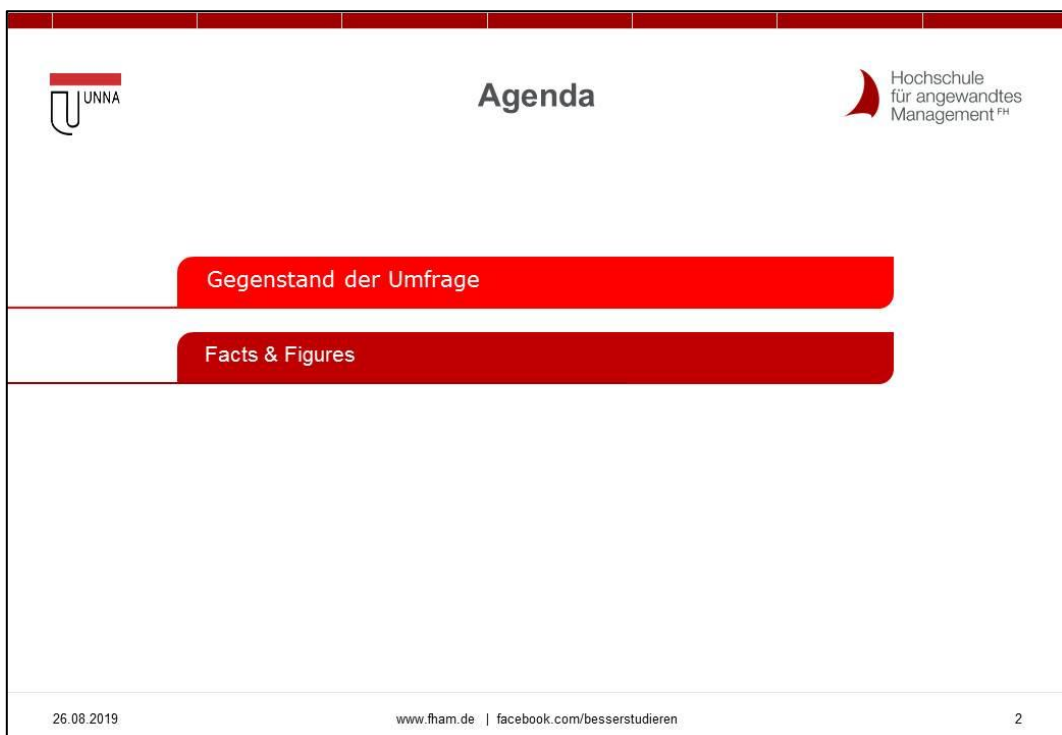 UNNA
Agenda
Hochschule
für angewandtes
Management FH
Gegenstand der Umfrage
Facts & Figures
26.08.2019
www.fham.de | facebook.com/besserstudieren
2